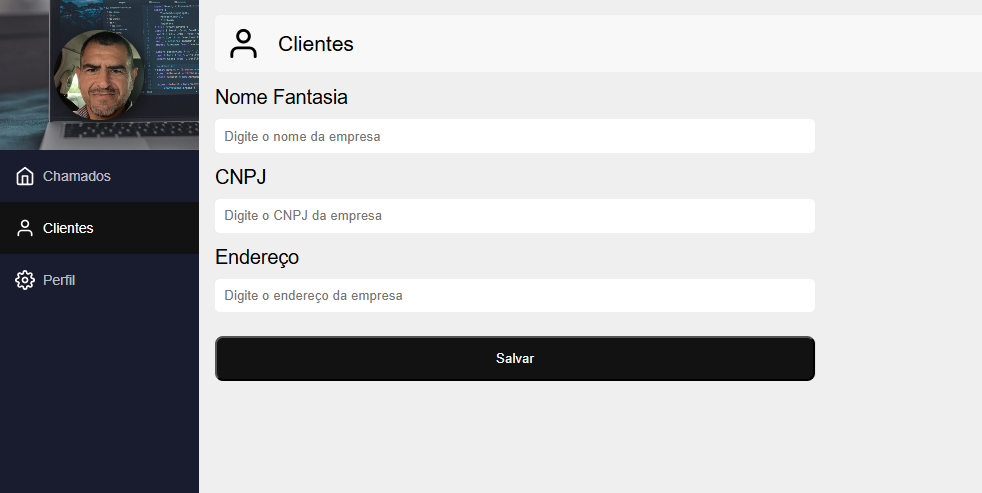 Clientes
Nome Fantasia
Digite o nome da empresa
CNPJ
Digite o CNPJ da empresa
Endereço
Digite o endereço da empresa
Salvar
Chamados
Clientes
Perfil